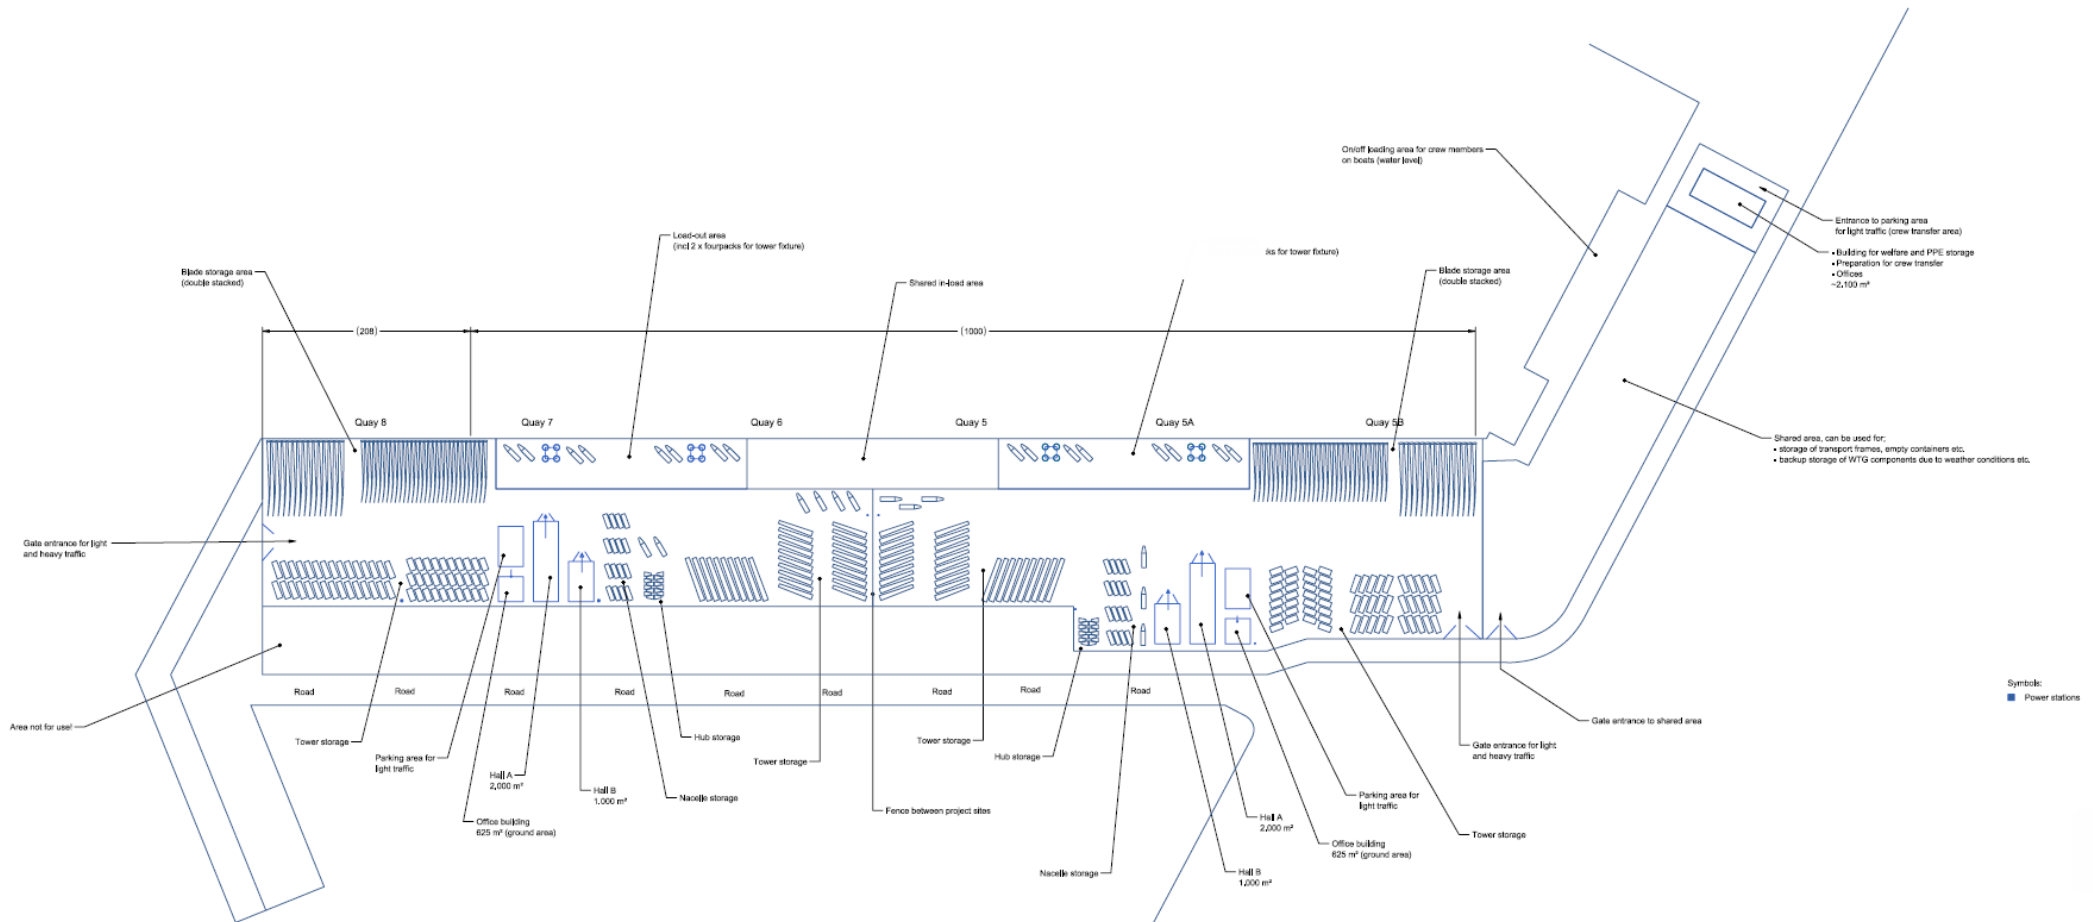 On/off loading area for crew members
on boats (water level)
Entrance to parking area
for light traffic (crew transfer area)
• Building for welfare and PPE storage
• Preparation for crew transfer
• Offices
~2.100 m²
Load-out area
(incl 2 x fourpacks for tower fixture)
ks for tower fixture)
Blade storage area
(double stacked)
Shared in-load area
Blade storage area
(double stacked)
(208)
(1000)
Quay 8
Quay 7
Quay 6
Quay 5
Quay 5A
Quay 5B
Shared area, can be used for;
• storage of transport frames, empty containers etc.
• backup storage of WTG components due to weather conditions etc.
Gate entrance for light
and heavy traffic
Road
Road
Road
Road
Road
Road
Road
Road
Road
Symbols:
Power stations
Area not for use!
Tower storage
Parking area for
light traffic
Hall A
2,000 m²
Hall B
1.000 m²
Office building
625 m² (ground area)
Hub storage
Nacelle storage
Tower storage
Fence between project sites
Tower storage
Hub storage
Nacelle storage
Hall B
1,000 m²
Hall A
2,000 m²
Office building
625 m² (ground area)
Parking area for
light traffic
Tower storage
Gate entrance for light
and heavy traffic
Gate entrance to shared area